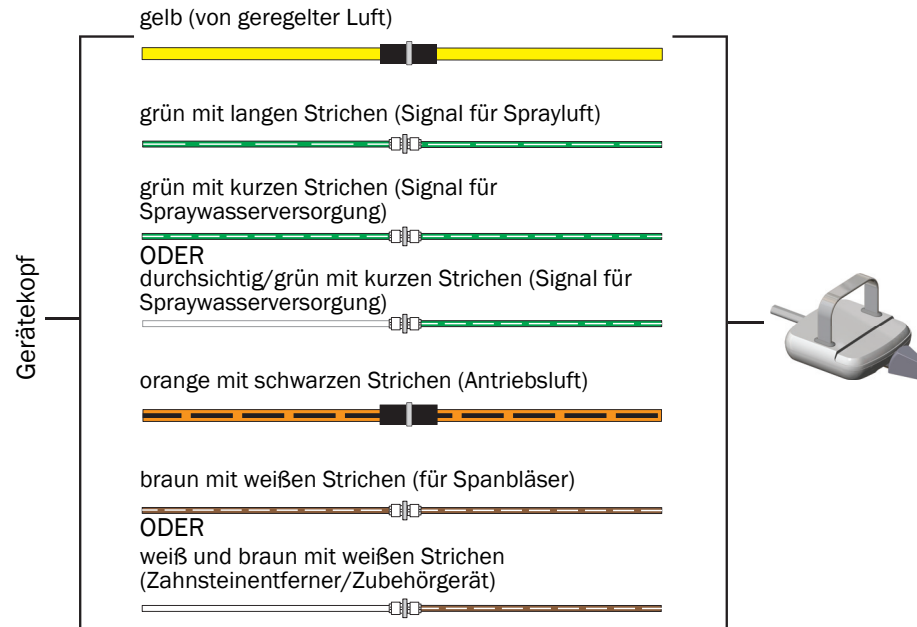 gelb (von geregelter Luft)
grün mit langen Strichen (Signal für Sprayluft)
grün mit kurzen Strichen (Signal für
Spraywasserversorgung)
ODER
durchsichtig/grün mit kurzen Strichen (Signal für
Spraywasserversorgung)
Gerätekopf
orange mit schwarzen Strichen (Antriebsluft)
braun mit weißen Strichen (für Spanbläser)
ODER
weiß und braun mit weißen Strichen
(Zahnsteinentferner/Zubehörgerät)